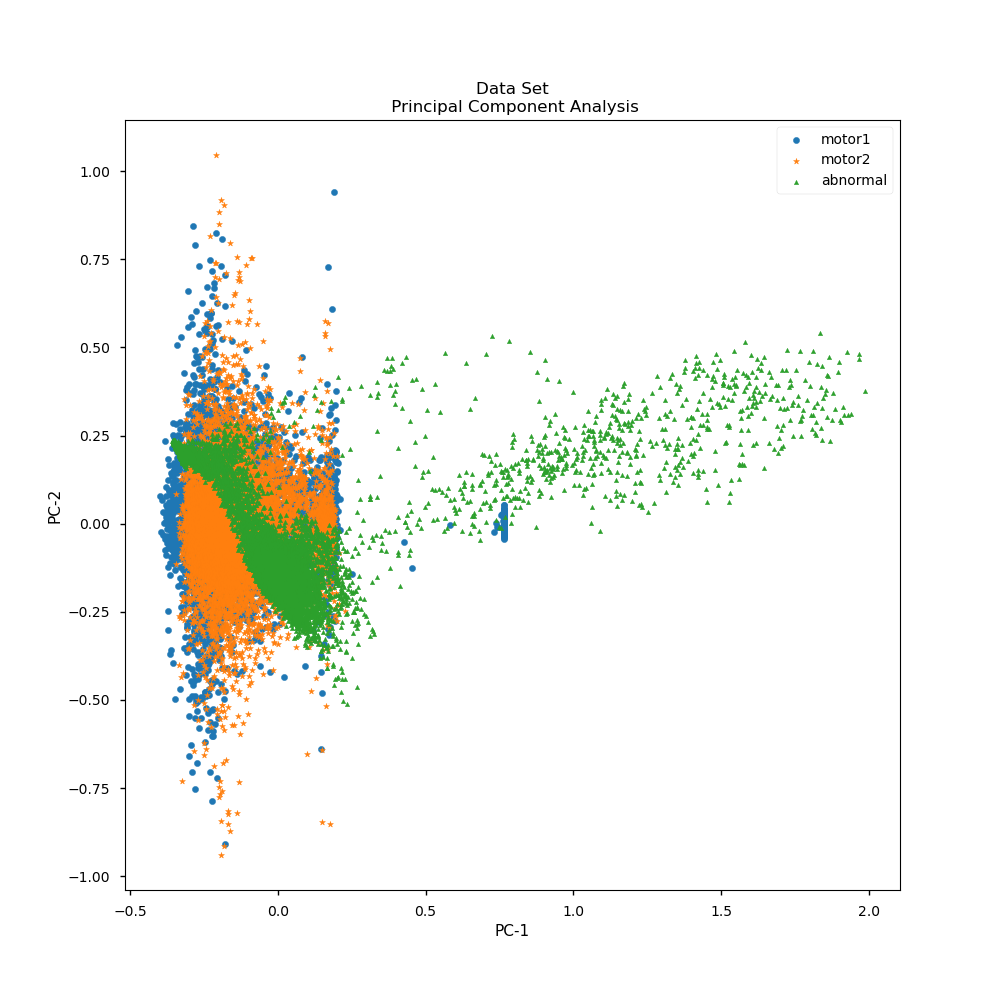 Data Set
Principal Component Analysis
motor1
motor2
abnormal
1.00
0.75
0.50
0.25
0.00
−0.25
−0.50
−0.75
−1.00
PC-2
−0.5
0.0
0.5
1.0
1.5
2.0
PC-1